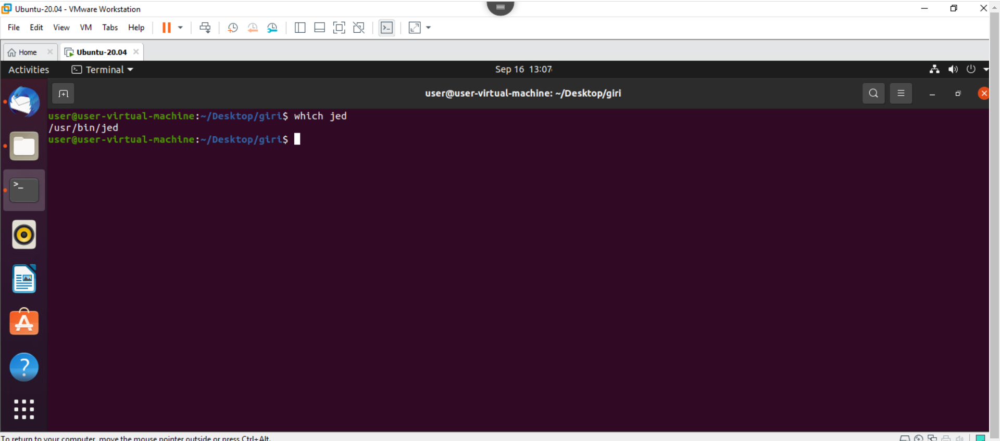 Ubuntu-20.04 - VMware Workstation
File Edit View VM Tabs Help
Home Ubuntu-20.04
Activities Terminal Sep 16 13:07
user@user-virtual-machine: ~/Desktop/giri
user@user-virtual-machine:~/Desktop/giri$ which jed
/usr/bin/jed
user@user-virtual-machine:~/Desktop/giri$
To return to your computer, move the mouse pointer outside or press Ctrl+Alt.